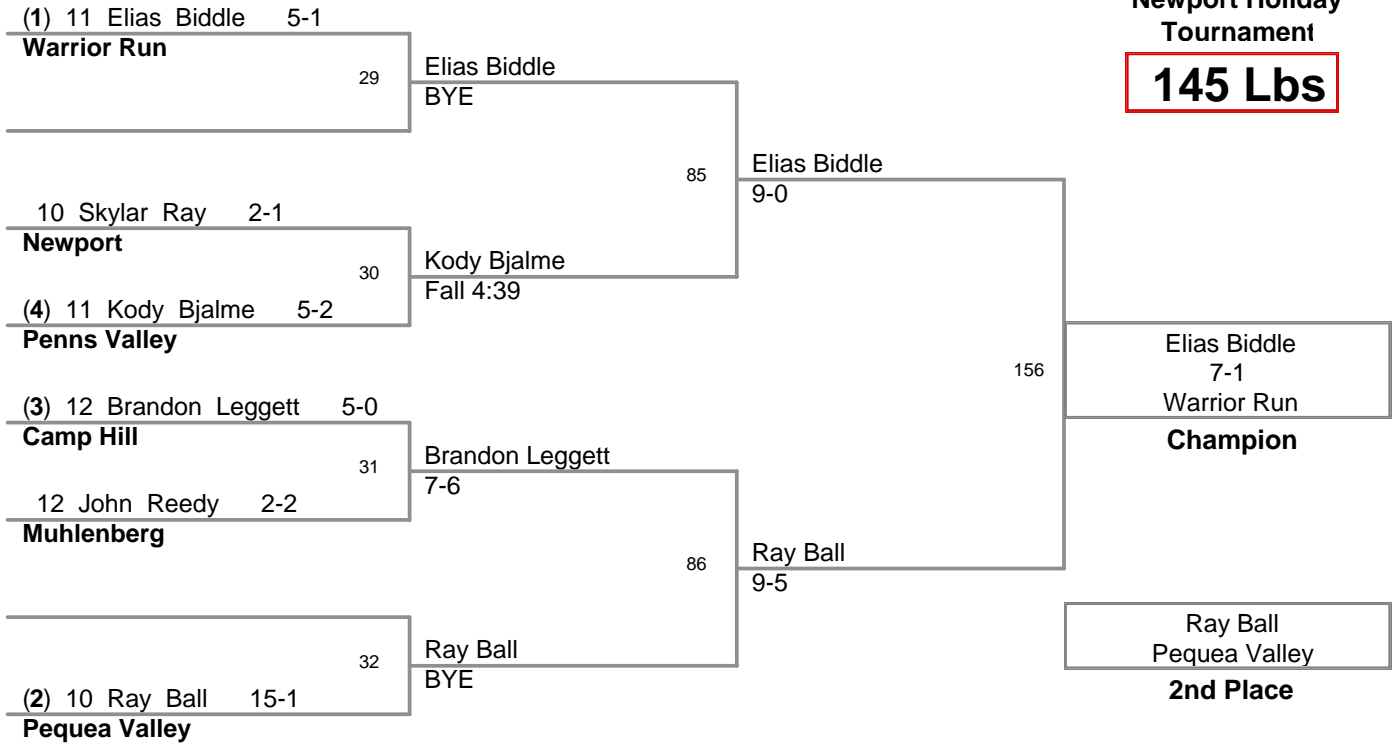 Newport Holiday
Tournament
145 Lbs
(1) 11 Elias Biddle 5-1
Warrior Run
29
Elias Biddle
BYE
10 Skylar Ray 2-1
Newport
30
(4) 11 Kody Bjalme 5-2
Penns Valley
Kody Bjalme
Fall 4:39
85
Elias Biddle
9-0
(3) 12 Brandon Leggett 5-0
Camp Hill
31
12 John Reedy 2-2
Muhlenberg
Brandon Leggett
7-6
32
(2) 10 Ray Ball 15-1
Pequea Valley
Ray Ball
BYE
86
Ray Ball
9-5
156
Elias Biddle
7-1
Warrior Run
Champion
Ray Ball
Pequea Valley
2nd Place